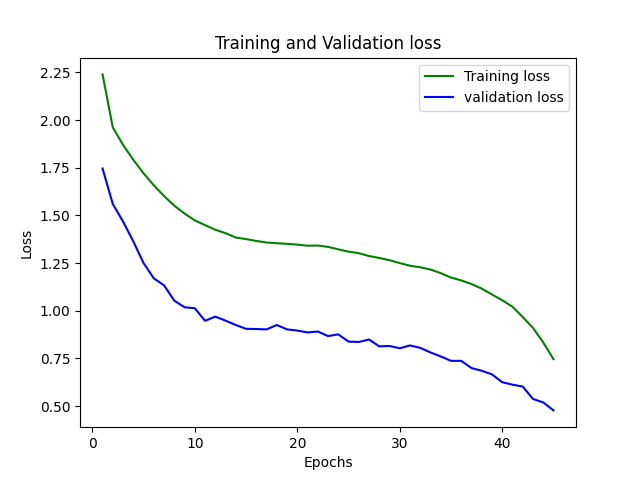 Training and Validation loss
Training loss
validation loss
Loss
2.25
2.00
1.75
1.50
1.25
1.00
0.75
0.50
0 10 20 30 40
Epochs